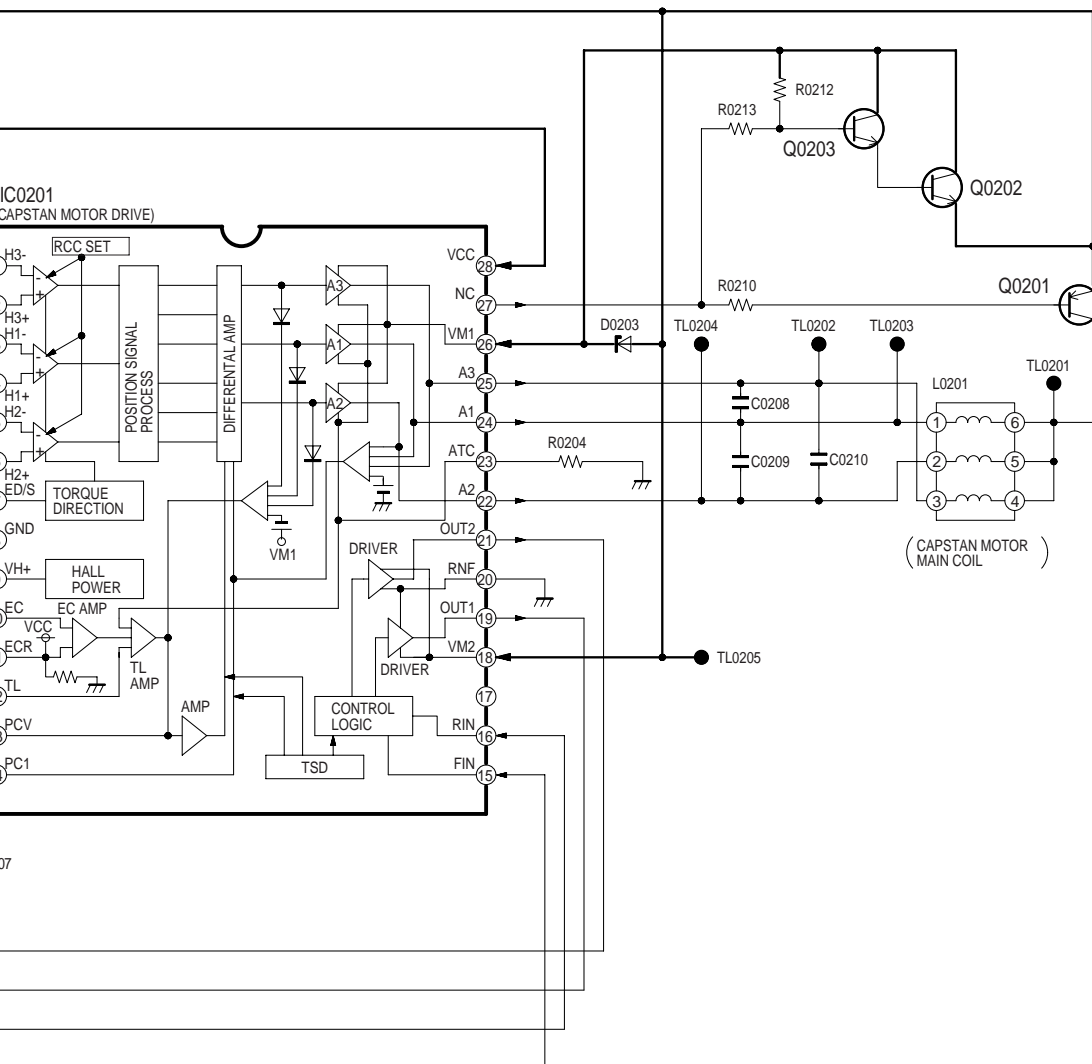 R0212
R0213
Q0203
Q0202
IC0201
CAPSTAN MOTOR DRIVE)
H3-
RCC SET
VCC
28
H3+
H1-
A3
NC
27
R0210
Q0201
POSITION SIGNAL
PROCESS
DIFFERENTAL AMP
A1
VM1
26
D0203
TL0204
TL0202
TL0203
H1+
H2-
A2
A3
25
TL0201
L0201
C0208
A1
24
1
6
H2+
ED/S
TORQUE
DIRECTION
ATC
23
R0204
C0209
C0210
2
5
A2
22
3
4
GND
VM1
OUT2
21
(CAPSTAN MOTOR
MAIN COIL)
VH+
HALL
POWER
DRIVER
RNF
20
EC
EC AMP
VCC
OUT1
19
ECR
TL
AMP
DRIVER
VM2
18
TL0205
TL
17
AMP
CONTROL
LOGIC
PCV
RIN
16
PC1
TSD
FIN
15
07